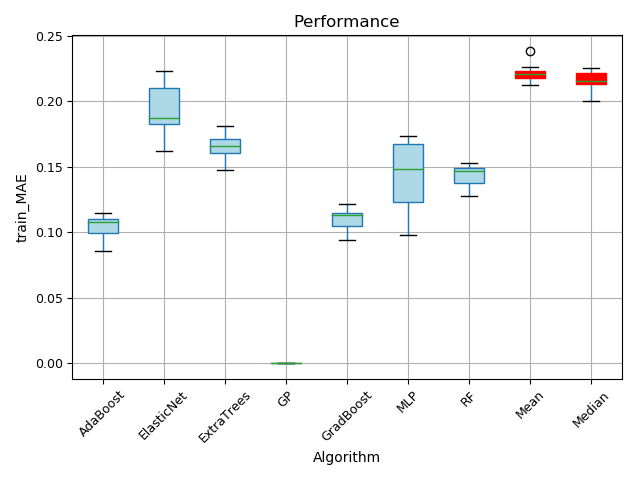 Performance
train_MAE
0.25
0.20
0.15
0.10
0.05
0.00
AdaBoost
ElasticNet
ExtraTrees
GP
GradBoost
MLP
RF
Mean
Median
Algorithm